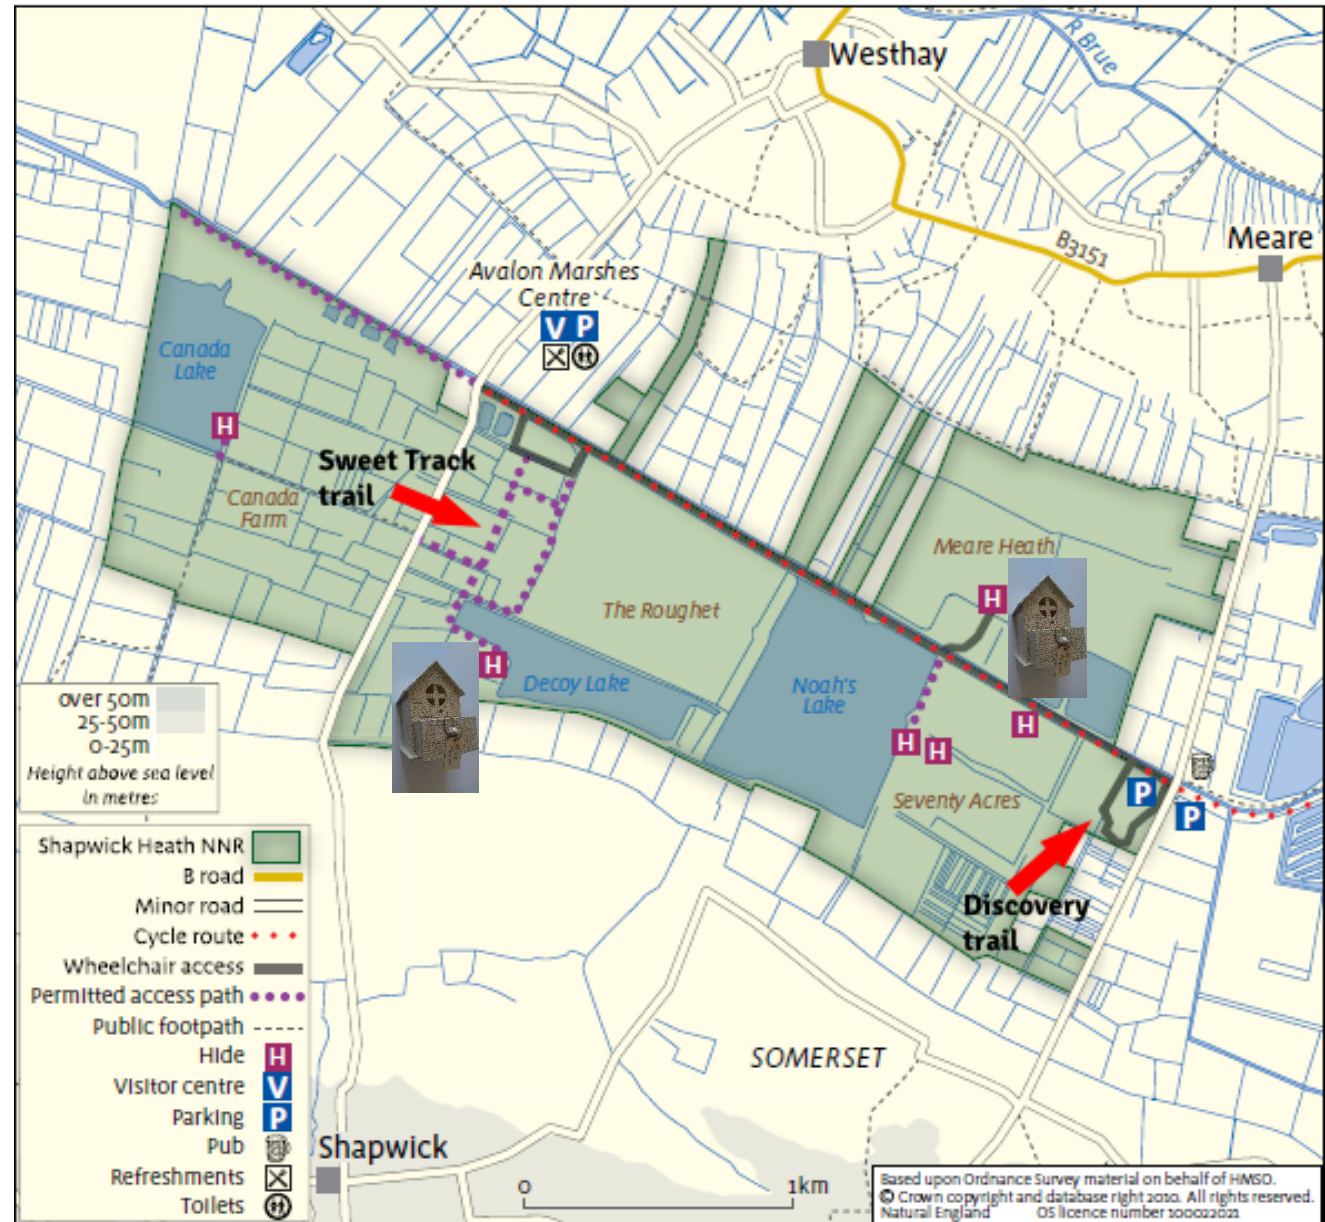 Westhay
R Brue
B3151
Meare
Avalon Marshes
Centre
V P
Canada
Lake
H
Sweet Track
trail
Canada
Farm
Meare Heath
H
The Roughet
H
Decoy Lake
Noah's
Lake
H
H H
Seventy Acres
P
P
Discovery
trail
over 50m
25-50m
0-25m
Height above sea level
in metres
Shapwick Heath NNR
B road
Minor road
Cycle route
Wheelchair access
Permitted access path
Public footpath
Hide H
Visitor centre V
Parking P
Pub
Refreshments
Toilets
SOMERSET
Shapwick
0 1km
Based upon Ordnance Survey material on behalf of HMSO.
© Crown copyright and database right 2010. All rights reserved.
Natural England OS licence number 100022021